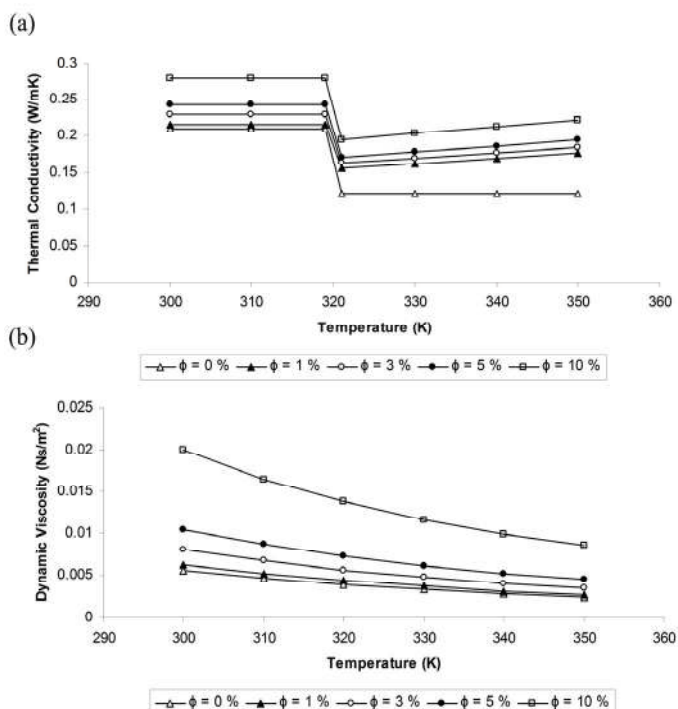 (a)
0.3
0.25
0.2
0.15
0.1
0.05
0
Thermal Conductivity (W/mK)
290 300 310 320 330 340 350 360
Temperature (K)
ϕ = 0 % ϕ = 1 % ϕ = 3 % ϕ = 5 % ϕ = 10 %
(b)
0.025
0.02
0.015
0.01
0.005
0
Dynamic Viscosity (Ns/m²)
290 300 310 320 330 340 350 360
Temperature (K)
ϕ = 0 % ϕ = 1 % ϕ = 3 % ϕ = 5 % ϕ = 10 %